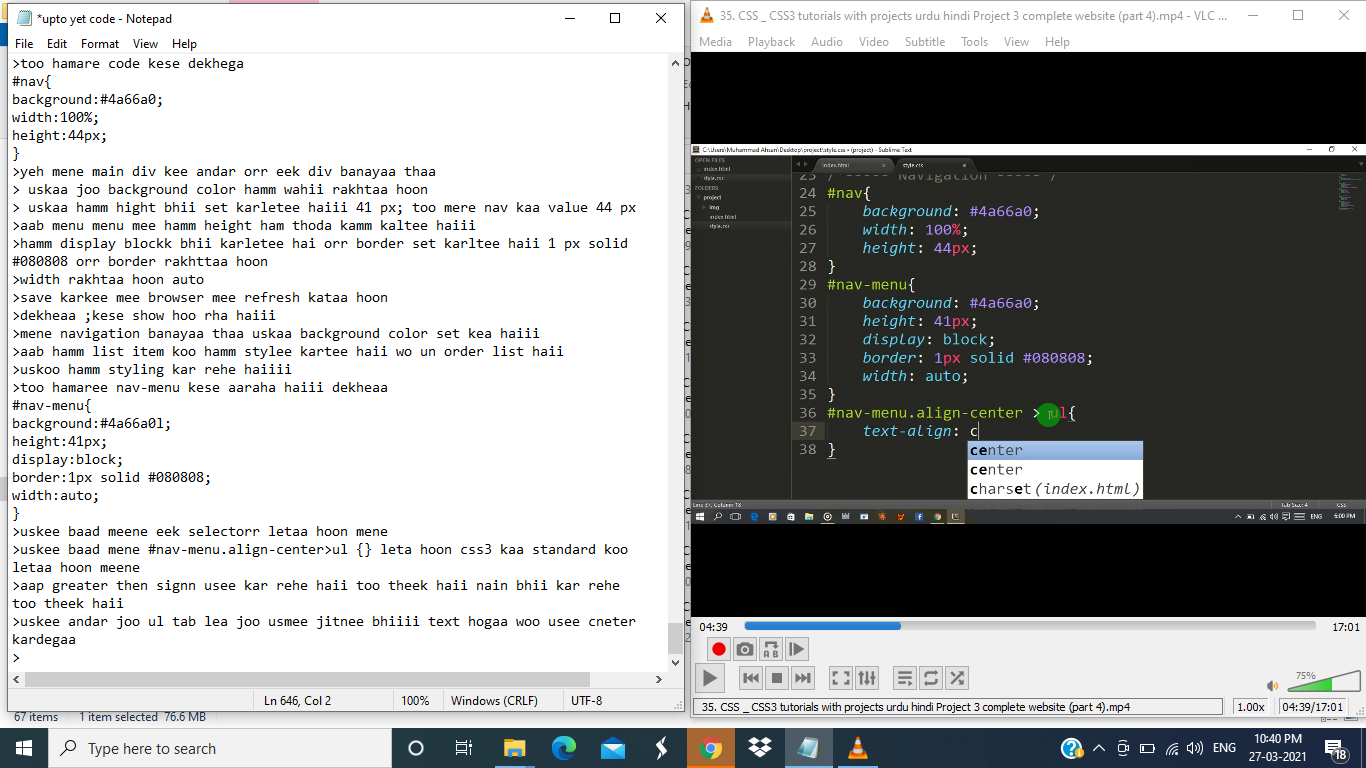 *upto yet code - Notepad
File Edit Format View Help
>too hamare code kese dekhega
#nav{
background:#4a66a0;
width:100%;
height:44px;
}
>yeh mene main div kee andar orr eek div banayaa thaa
> uskaa joo background color hamm wahii rakhtaa hoon
> uskaa hamm hight bhii set karletee haiii 41 px; too mere nav kaa value 44 px
>aab menu menu mee hamm height ham thoda kamm kaltee haiii
>hamm display blockk bhii karletee hai orr border set karltee haii 1 px solid
#080808 orr border rakhttaa hoon
>width rakhtaa hoon auto
>save karkee mee browser mee refresh kataa hoon
>dekheaa ;kese show hoo rha haiii
>mene navigation banayaa thaa uskaa background color set kea haiii
>aab hamm list item koo hamm stylee kartee haii wo un order list haii
>uskoo hamm styling kar rehe haiiii
>too hamaree nav-menu kese aaraha haiii dekheaa
#nav-menu{
background:#4a66a0l;
height:41px;
display:block;
border:1px solid #080808;
width:auto;
}
>uskee baad meene eek selectorr letaa hoon mene
>uskee baad mene #nav-menu.align-center>ul {} leta hoon css3 kaa standard koo
letaa hoon meene
>aap greater then signn usee kar rehe haii too theek haii nain bhii kar rehe
too theek haii
>uskee andar joo ul tab lea joo usmee jitnee bhiiii text hogaa woo usee cneter
kardegaa
>
Ln 646, Col 2 100% Windows (CRLF) UTF-8
67 items 1 item selected 76.6 MB
35. CSS _ CSS3 tutorials with projects urdu hindi Project 3 complete website (part 4).mp4 - VLC ...
Media Playback Audio Video Subtitle Tools View Help
C:\Users\Muhammad Ahsan\Desktop\project\style.css • (project) - Sublime Text
OPEN FILES
index.html
style.css
FOLDERS
project
img
index.html
style.css
index.html style.css
23 Navigation
24 #nav{
25 background: #4a66a0;
26 width: 100%;
27 height: 44px;
28 }
29 #nav-menu{
30 background: #4a66a0;
31 height: 41px;
32 display: block;
33 border: 1px solid #080808;
34 width: auto;
35 }
36 #nav-menu.align-center > ul{
37 text-align: c
38 }
center
center
charset(index.html)
Line 37, Column 18 Tab Size: 4 CSS
ENG 6:00 PM
04:39 17:01
75%
35. CSS _ CSS3 tutorials with projects urdu hindi Project 3 complete website (part 4).mp4 1.00x 04:39/17:01
Type here to search
ENG 10:40 PM
27-03-2021
18